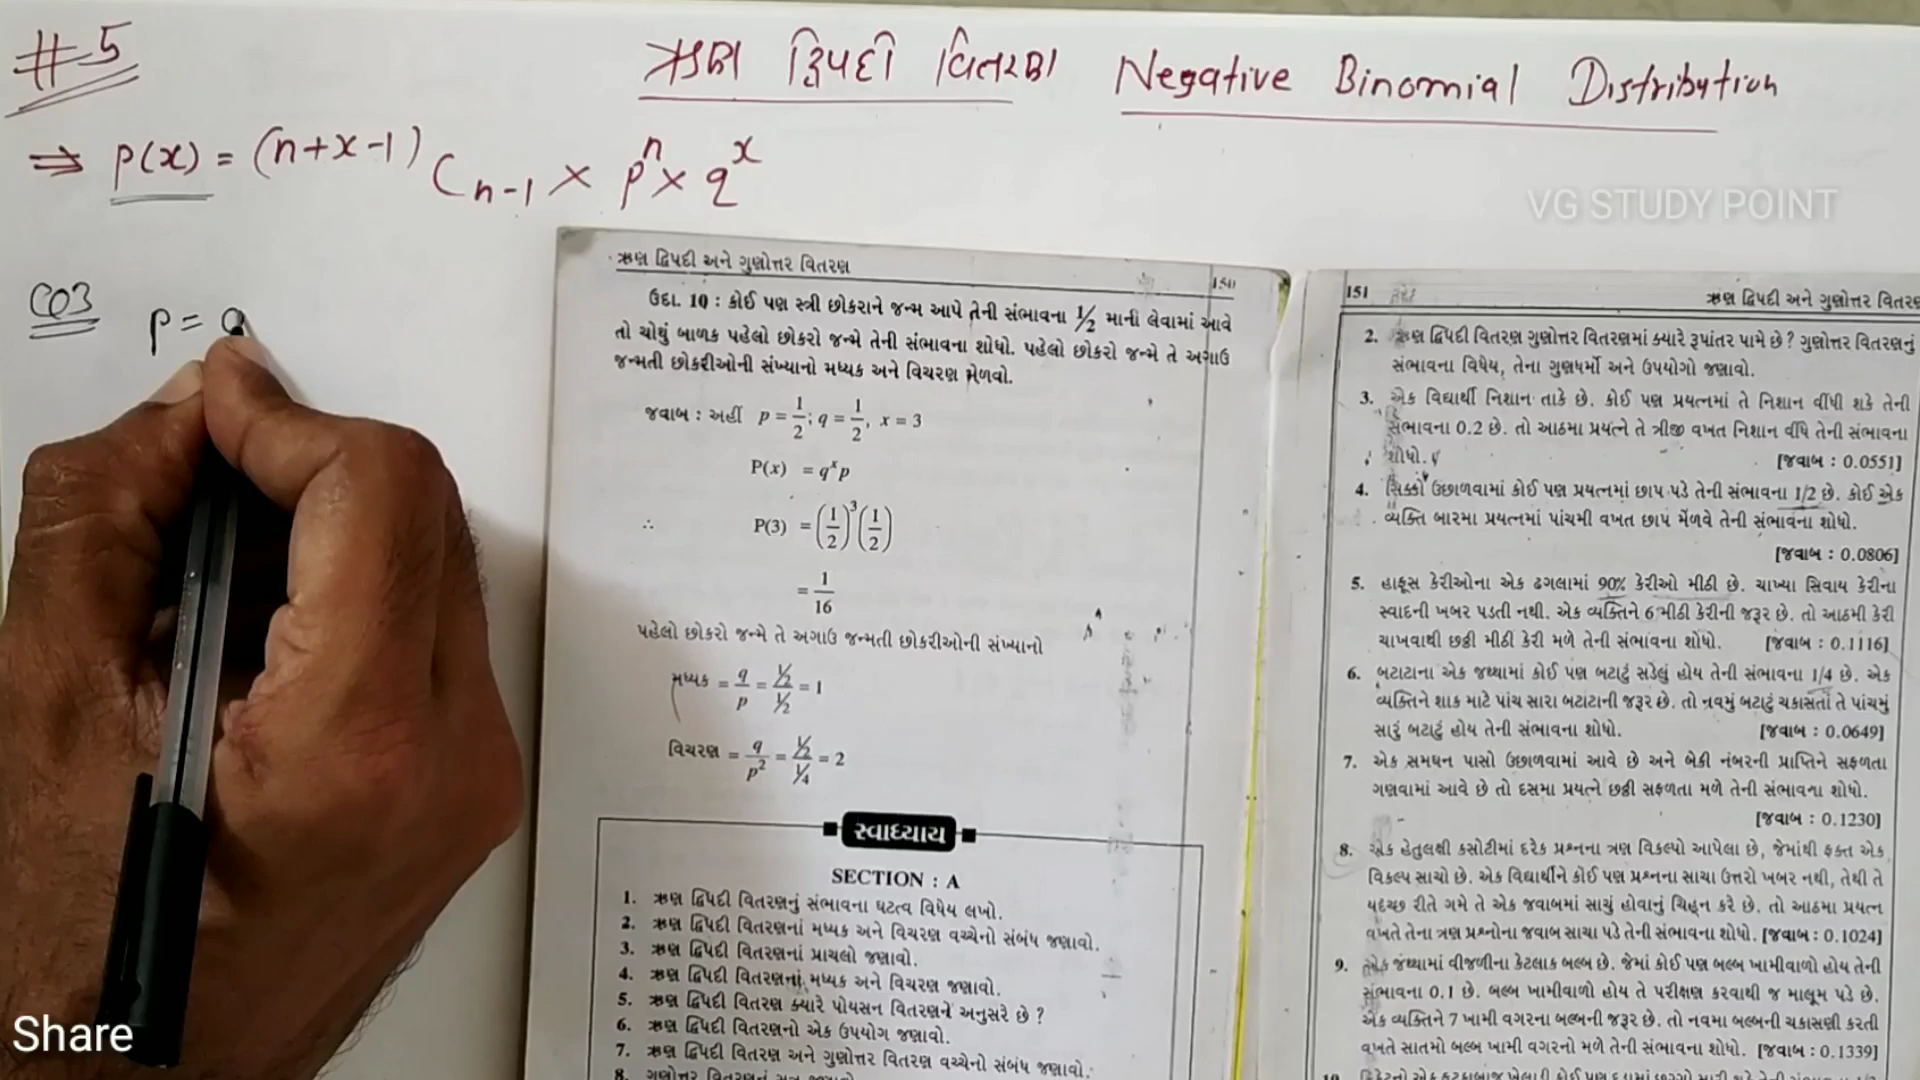 #5
ઋણ દ્વિપદી વિતરણ Negative Binomial Distribution
⇒ p(x) = (n+x-1) C n-1 × pⁿ × qˣ
VG STUDY POINT
Q3 p = 0
ઋણ દ્વિપદી અને ગુણોત્તર વિતરણ 150
ઉદા. 10 : કોઈ પણ સ્ત્રી છોકરાને જન્મ આપે તેની સંભાવના 1/2 માની લેવામાં આવે
તો ચોથું બાળક પહેલો છોકરો જન્મે તેની સંભાવના શોધો. પહેલો છોકરો જન્મે તે અગાઉ
જન્મતી છોકરીઓની સંખ્યાનો મધ્યક અને વિચરણ મેળવો.
જવાબ : અહીં p = 1/2; q = 1/2, x = 3
P(x) = qˣp
∴ P(3) = (1/2)³ (1/2)
= 1/16
પહેલો છોકરો જન્મે તે અગાઉ જન્મતી છોકરીઓની સંખ્યાનો
મધ્યક = q/p = ½/½ = 1
વિચરણ = q/p² = ½/¼ = 2
સ્વાધ્યાય
SECTION : A
1. ઋણ દ્વિપદી વિતરણનું સંભાવના ઘટત્વ વિધેય લખો.
2. ઋણ દ્વિપદી વિતરણનાં મધ્યક અને વિચરણ વચ્ચેનો સંબંધ જણાવો.
3. ઋણ દ્વિપદી વિતરણનાં પ્રાચલો જણાવો.
4. ઋણ દ્વિપદી વિતરણનાં મધ્યક અને વિચરણ જણાવો.
5. ઋણ દ્વિપદી વિતરણ ક્યારે પોયસન વિતરણને અનુસરે છે ?
6. ઋણ દ્વિપદી વિતરણનો એક ઉપયોગ જણાવો.
7. ઋણ દ્વિપદી વિતરણ અને ગુણોત્તર વિતરણ વચ્ચેનો સંબંધ જણાવો.
8.
151 ઋણ દ્વિપદી અને ગુણોત્તર વિતરણ
2. ઋણ દ્વિપદી વિતરણ ગુણોત્તર વિતરણમાં ક્યારે રૂપાંતર પામે છે? ગુણોત્તર વિતરણનું
સંભાવના વિધેય, તેના ગુણધર્મો અને ઉપયોગો જણાવો.
3. એક વિદ્યાર્થી નિશાન તાકે છે. કોઈ પણ પ્રયત્નમાં તે નિશાન વીંધી શકે તેની
સંભાવના 0.2 છે. તો આઠમા પ્રયત્ને તે ત્રીજી વખત નિશાન વીંધે તેની સંભાવના
શોધો. [જવાબ : 0.0551]
4. સિક્કો ઉછાળવામાં કોઈ પણ પ્રયત્નમાં છાપ પડે તેની સંભાવના 1/2 છે. કોઈ એક
વ્યક્તિ બારમા પ્રયત્નમાં પાંચમી વખત છાપ મેળવે તેની સંભાવના શોધો.
[જવાબ : 0.0806]
5. હાફૂસ કેરીઓના એક ઢગલામાં 90% કેરીઓ મીઠી છે. ચાખ્યા સિવાય કેરીના
સ્વાદની ખબર પડતી નથી. એક વ્યક્તિને 6 મીઠી કેરીની જરૂર છે. તો આઠમી કેરી
ચાખવાથી છઠ્ઠી મીઠી કેરી મળે તેની સંભાવના શોધો. [જવાબ : 0.1116]
6. બટાટાના એક જથ્થામાં કોઈ પણ બટાટું સડેલું હોય તેની સંભાવના 1/4 છે. એક
વ્યક્તિને શાક માટે પાંચ સારા બટાટાની જરૂર છે. તો નવમું બટાટું ચકાસતાં તે પાંચમું
સારું બટાટું હોય તેની સંભાવના શોધો. [જવાબ : 0.0649]
7. એક સમઘન પાસો ઉછાળવામાં આવે છે અને બેકી નંબરની પ્રાપ્તિને સફળતા
ગણવામાં આવે છે તો દસમા પ્રયત્ને છઠ્ઠી સફળતા મળે તેની સંભાવના શોધો.
[જવાબ : 0.1230]
8. એક હેતુલક્ષી કસોટીમાં દરેક પ્રશ્નના ત્રણ વિકલ્પો આપેલા છે, જેમાંથી ફક્ત એક
વિકલ્પ સાચો છે. એક વિદ્યાર્થીને કોઈ પણ પ્રશ્નના સાચા ઉત્તરો ખબર નથી, તેથી તે
યદચ્છ રીતે ગમે તે એક જવાબમાં સાચું હોવાનું ચિહ્ન કરે છે. તો આઠમા પ્રયત્ન
વખતે તેના ત્રણ પ્રશ્નોના જવાબ સાચા પડે તેની સંભાવના શોધો. [જવાબ : 0.1024]
9. એક જથ્થામાં વીજળીના કેટલાક બલ્બ છે. જેમાં કોઈ પણ બલ્બ ખામીવાળો હોય તેની
સંભાવના 0.1 છે. બલ્બ ખામીવાળો હોય તે પરીક્ષણ કરવાથી જ માલૂમ પડે છે.
એક વ્યક્તિને 7 ખામી વગરના બલ્બની જરૂર છે. તો નવમા બલ્બની ચકાસણી કરતી
વખતે સાતમો બલ્બ ખામી વગરનો મળે તેની સંભાવના શોધો. [જવાબ : 0.1339]
Share